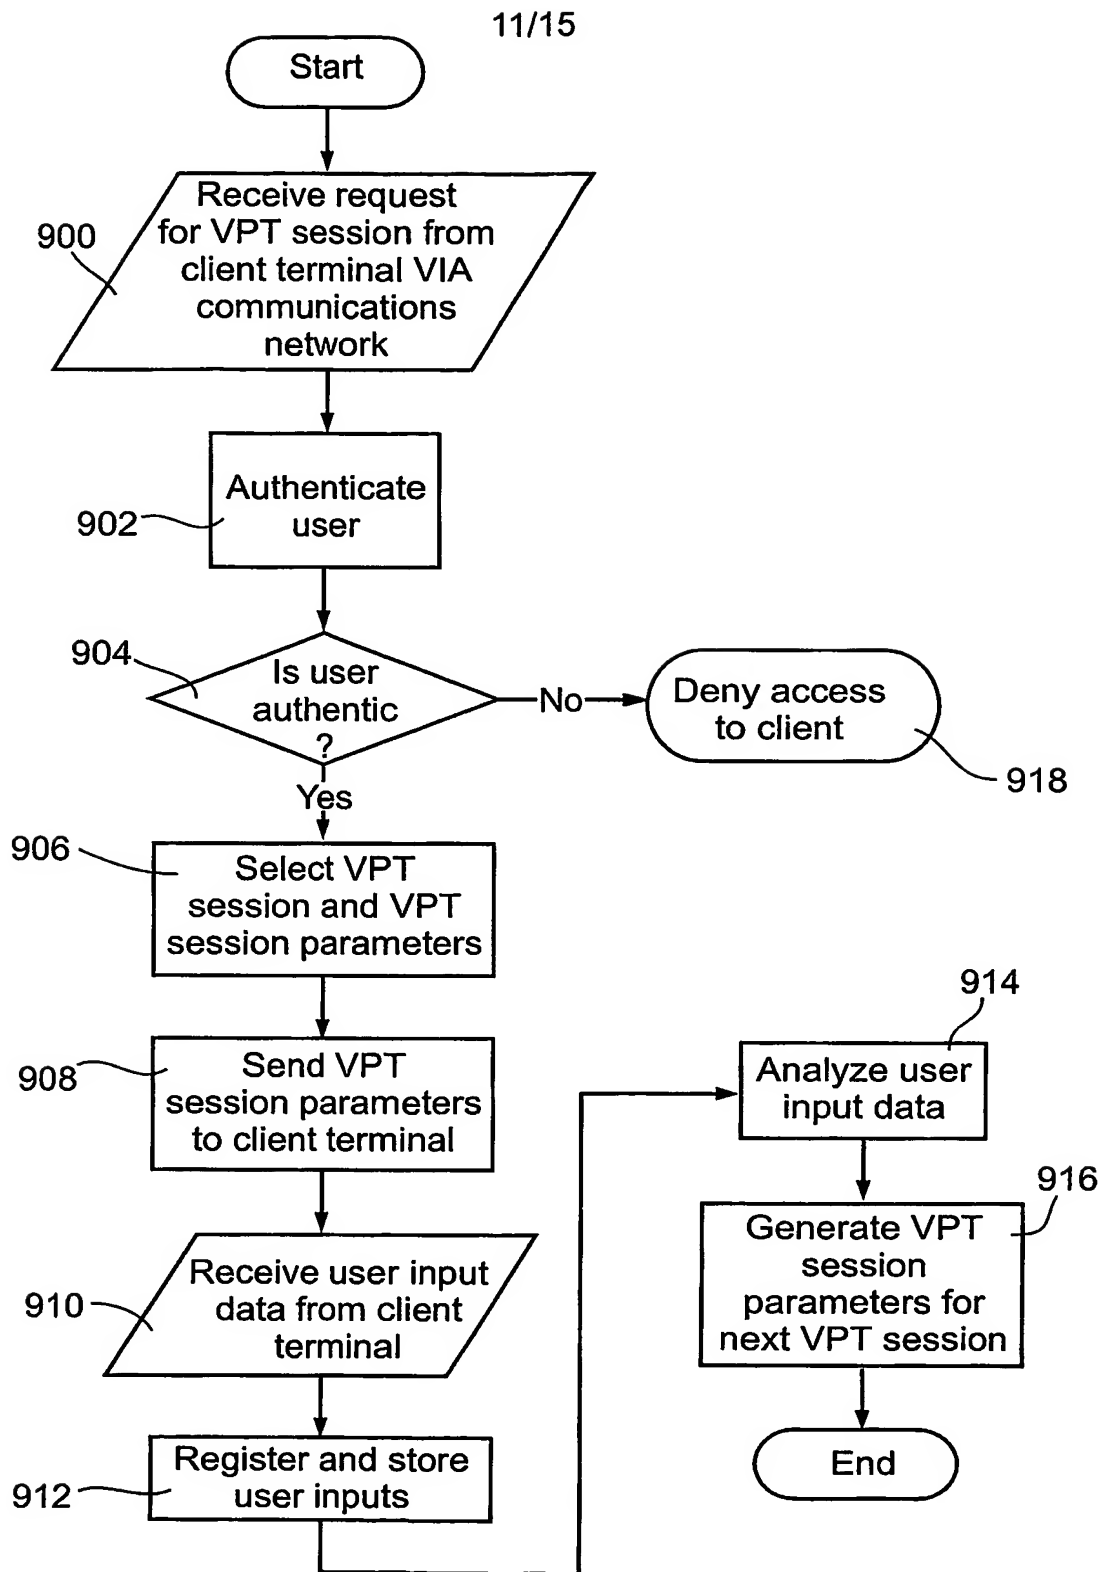 11/15
Start
900
Receive request
for VPT session from
client terminal VIA
communications
network
902
Authenticate
user
904
Is user
authentic
?
No
Deny access
to client
918
Yes
906
Select VPT
session and VPT
session parameters
908
Send VPT
session parameters
to client terminal
910
Receive user input
data from client
terminal
912
Register and store
user inputs
914
Analyze user
input data
916
Generate VPT
session
parameters for
next VPT session
End